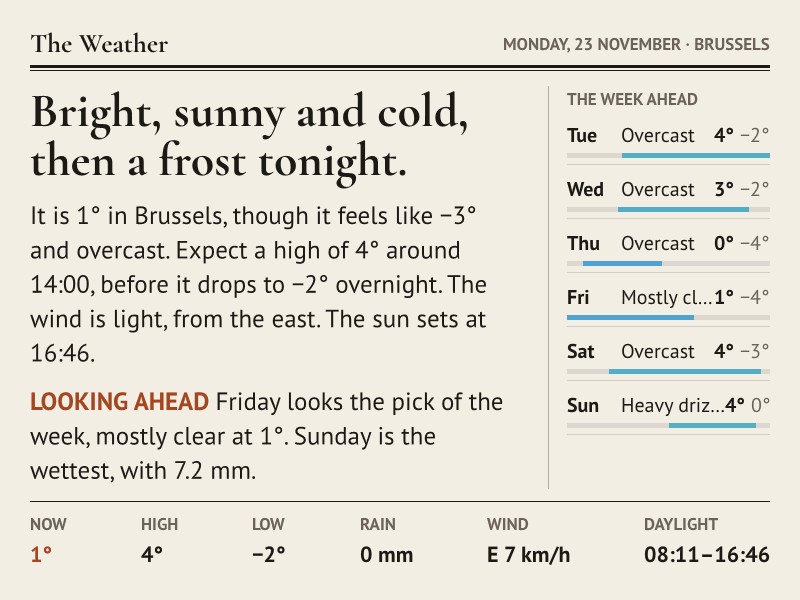 The Weather
MONDAY, 23 NOVEMBER · BRUSSELS
Bright, sunny and cold,
then a frost tonight.
It is 1° in Brussels, though it feels like −3°
and overcast. Expect a high of 4° around
14:00, before it drops to −2° overnight. The
wind is light, from the east. The sun sets at
16:46.
LOOKING AHEAD Friday looks the pick of the
week, mostly clear at 1°. Sunday is the
wettest, with 7.2 mm.
THE WEEK AHEAD
Tue Overcast 4° −2°
Wed Overcast 3° −2°
Thu Overcast 0° −4°
Fri Mostly cl... 1° −4°
Sat Overcast 4° −3°
Sun Heavy driz... 4° 0°
NOW HIGH LOW RAIN WIND DAYLIGHT
1° 4° −2° 0 mm E 7 km/h 08:11–16:46